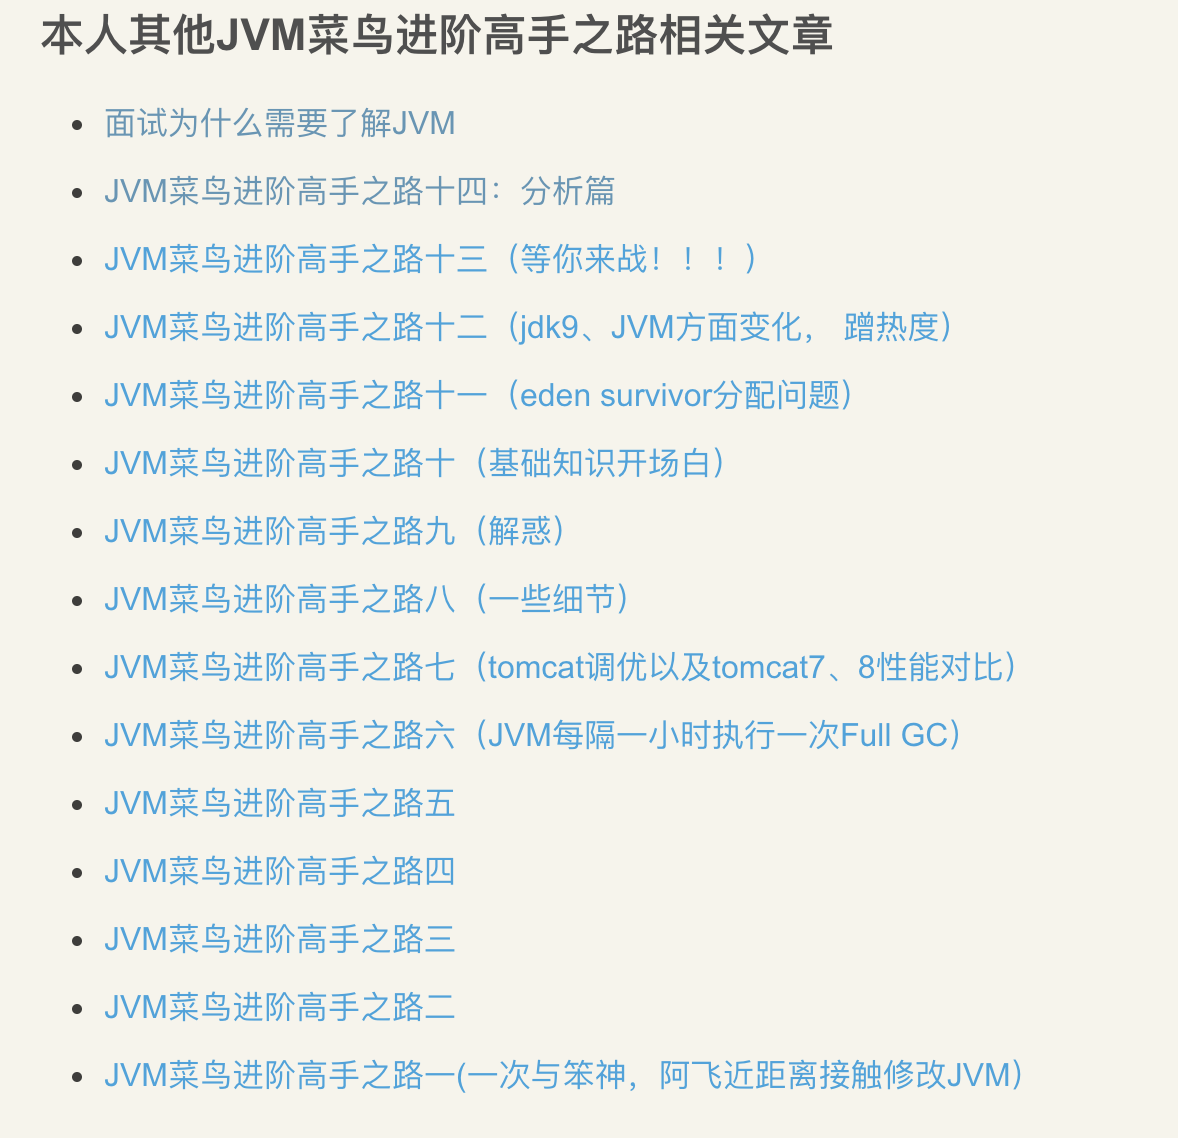 本人其他JVM菜鸟进阶高手之路相关文章
面试为什么需要了解JVM
JVM菜鸟进阶高手之路十四：分析篇
JVM菜鸟进阶高手之路十三（等你来战！！！）
JVM菜鸟进阶高手之路十二（jdk9、JVM方面变化， 蹭热度）
JVM菜鸟进阶高手之路十一（eden survivor分配问题）
JVM菜鸟进阶高手之路十（基础知识开场白）
JVM菜鸟进阶高手之路九（解惑）
JVM菜鸟进阶高手之路八（一些细节）
JVM菜鸟进阶高手之路七（tomcat调优以及tomcat7、8性能对比）
JVM菜鸟进阶高手之路六（JVM每隔一小时执行一次Full GC）
JVM菜鸟进阶高手之路五
JVM菜鸟进阶高手之路四
JVM菜鸟进阶高手之路三
JVM菜鸟进阶高手之路二
JVM菜鸟进阶高手之路一(一次与笨神，阿飞近距离接触修改JVM）